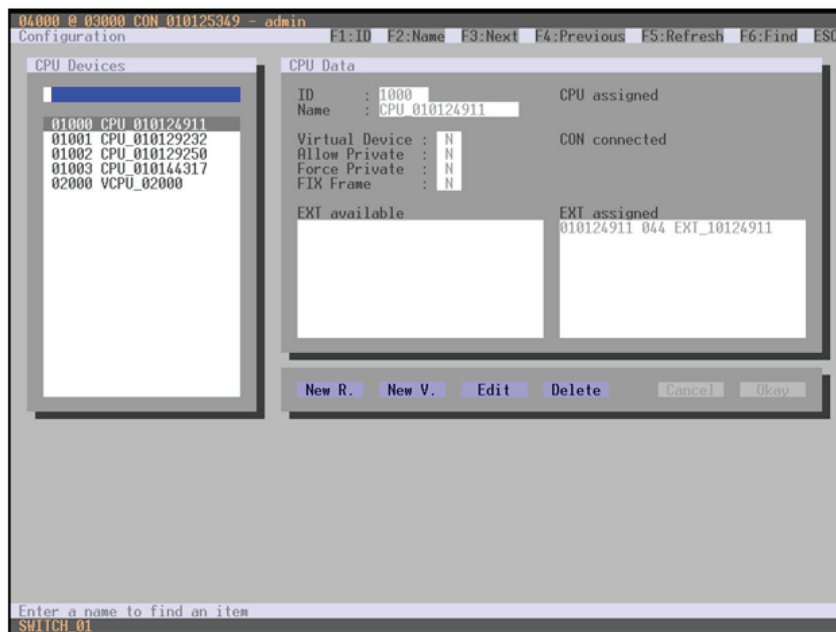 04000 @ 03000 CON_010125349 - admin
Configuration F1:ID F2:Name F3:Next F4:Previous F5:Refresh F6:Find ESC
CPU Devices
01000 CPU_010124911
01001 CPU_010129232
01002 CPU_010129250
01003 CPU_010144317
02000 VCPU_02000
CPU Data
ID : 1000 CPU assigned
Name : CPU_010124911
Virtual Device : N CON connected
Allow Private : N
Force Private : N
FIX Frame : N
EXT available EXT assigned
010124911 044 EXT_10124911
New R. New V. Edit Delete Cancel Okay
Enter a name to find an item
SWITCH_01